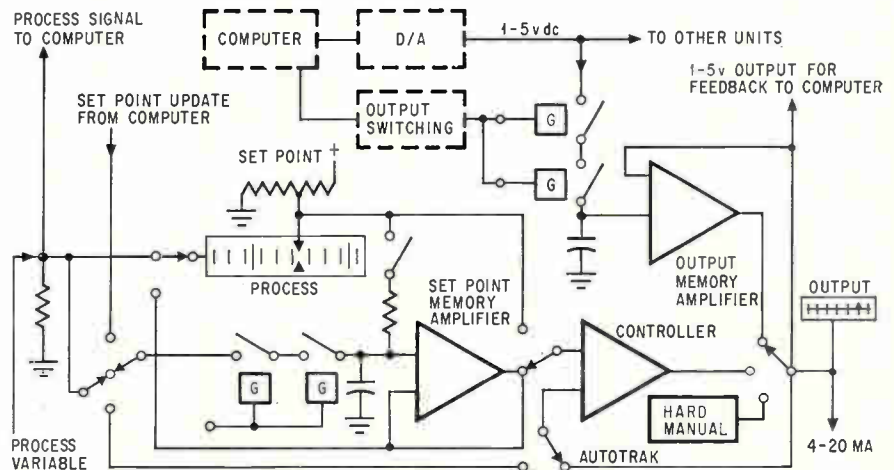 PROCESS SIGNAL
TO COMPUTER
COMPUTER
D/A
1-5v dc
TO OTHER UNITS
1-5v OUTPUT FOR
FEEDBACK TO COMPUTER
SET POINT UPDATE
FROM COMPUTER
OUTPUT
SWITCHING
G
SET POINT +
G
PROCESS
SET POINT
MEMORY
AMPLIFIER
OUTPUT
MEMORY
AMPLIFIER
OUTPUT
CONTROLLER
G
G
HARD
MANUAL
PROCESS
VARIABLE
AUTOTRAK
4-20 MA